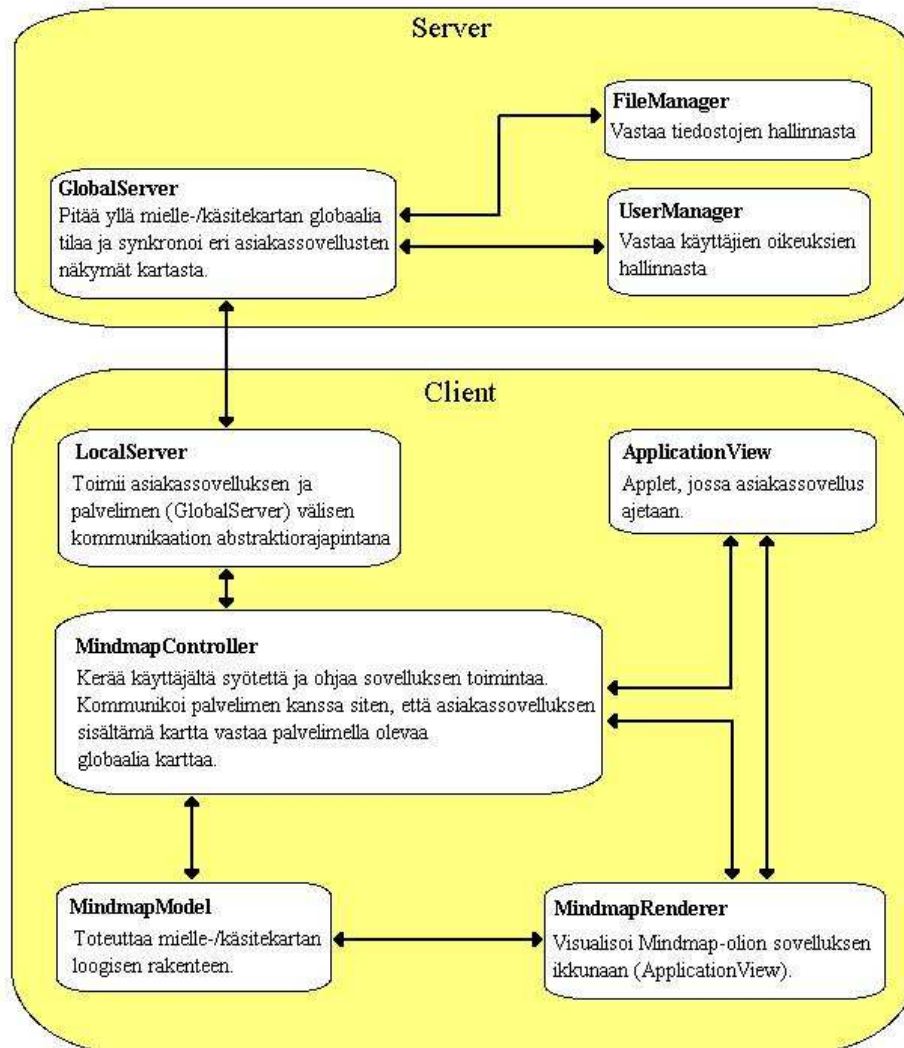 Server
FileManager
Vastaa tiedostojen hallinnasta
GlobalServer
Pitää yllä mielle-/käsitekartan globaalia
tilaa ja synkronoi eri asiakassovellusten
näkymät kartasta.
UserManager
Vastaa käyttäjien oikeuksien
hallinnasta
Client
LocalServer
Toimii asiakassovelluksen ja
palvelimen (GlobalServer) välisen
kommunikaation abstraktiorajapintana
ApplicationView
Applet, jossa asiakassovellus
ajetaan.
MindmapController
Kerää käyttäjältä syötettä ja ohjaa sovelluksen toimintaa.
Kommunikoi palvelimen kanssa siten, että asiakassovelluksen
sisältämä kartta vastaa palvelimella olevaa
globaalia karttaa.
MindmapModel
Toteuttaa mielle-/käsitekartan
loogisen rakenteen.
MindmapRenderer
Visualisoi Mindmap-olion sovelluksen
ikkunaan (ApplicationView).